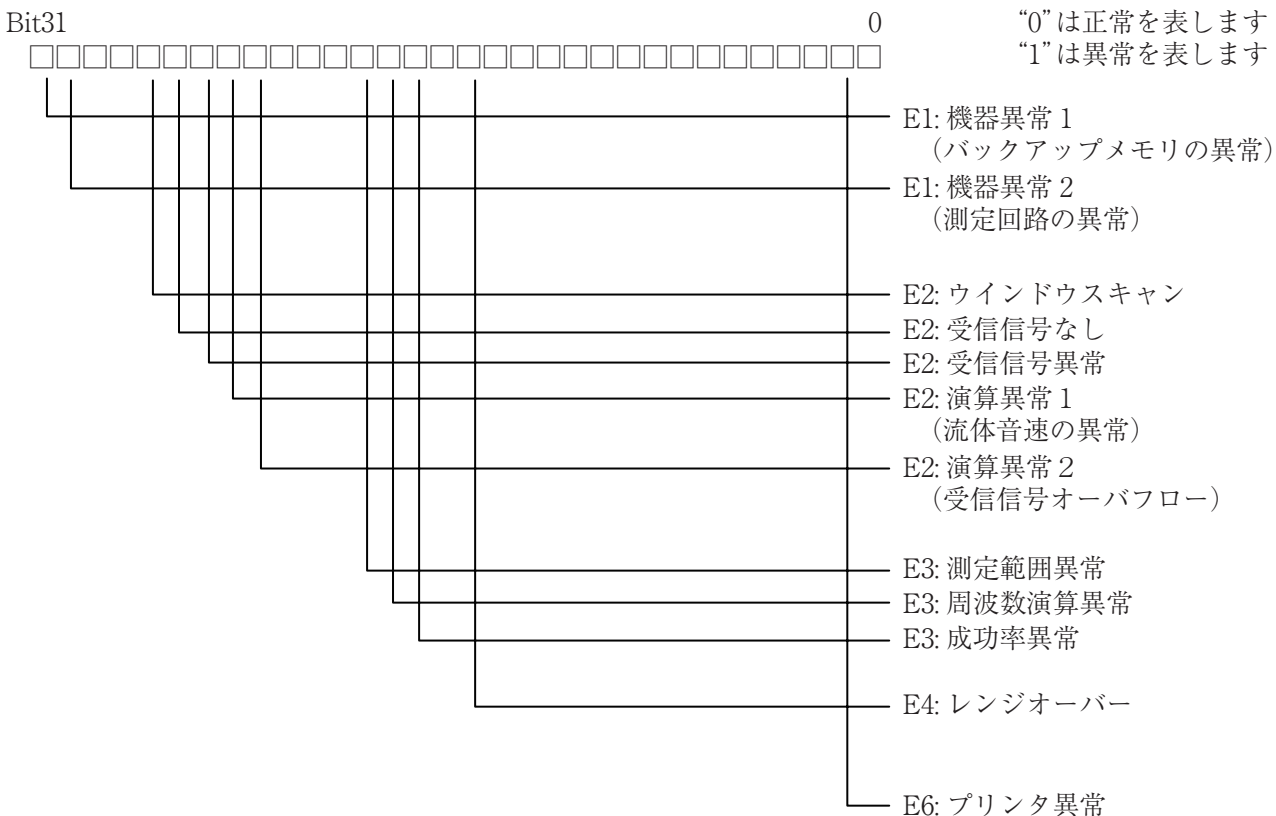 Bit31 0 “0”は正常を表します
“1”は異常を表します
E1: 機器異常 1
（バックアップメモリの異常）
E1: 機器異常 2
（測定回路の異常）
E2: ウインドウスキャン
E2: 受信信号なし
E2: 受信信号異常
E2: 演算異常 1
（流体音速の異常）
E2: 演算異常 2
（受信信号オーバフロー）
E3: 測定範囲異常
E3: 周波数演算異常
E3: 成功率異常
E4: レンジオーバー
E6: プリンタ異常